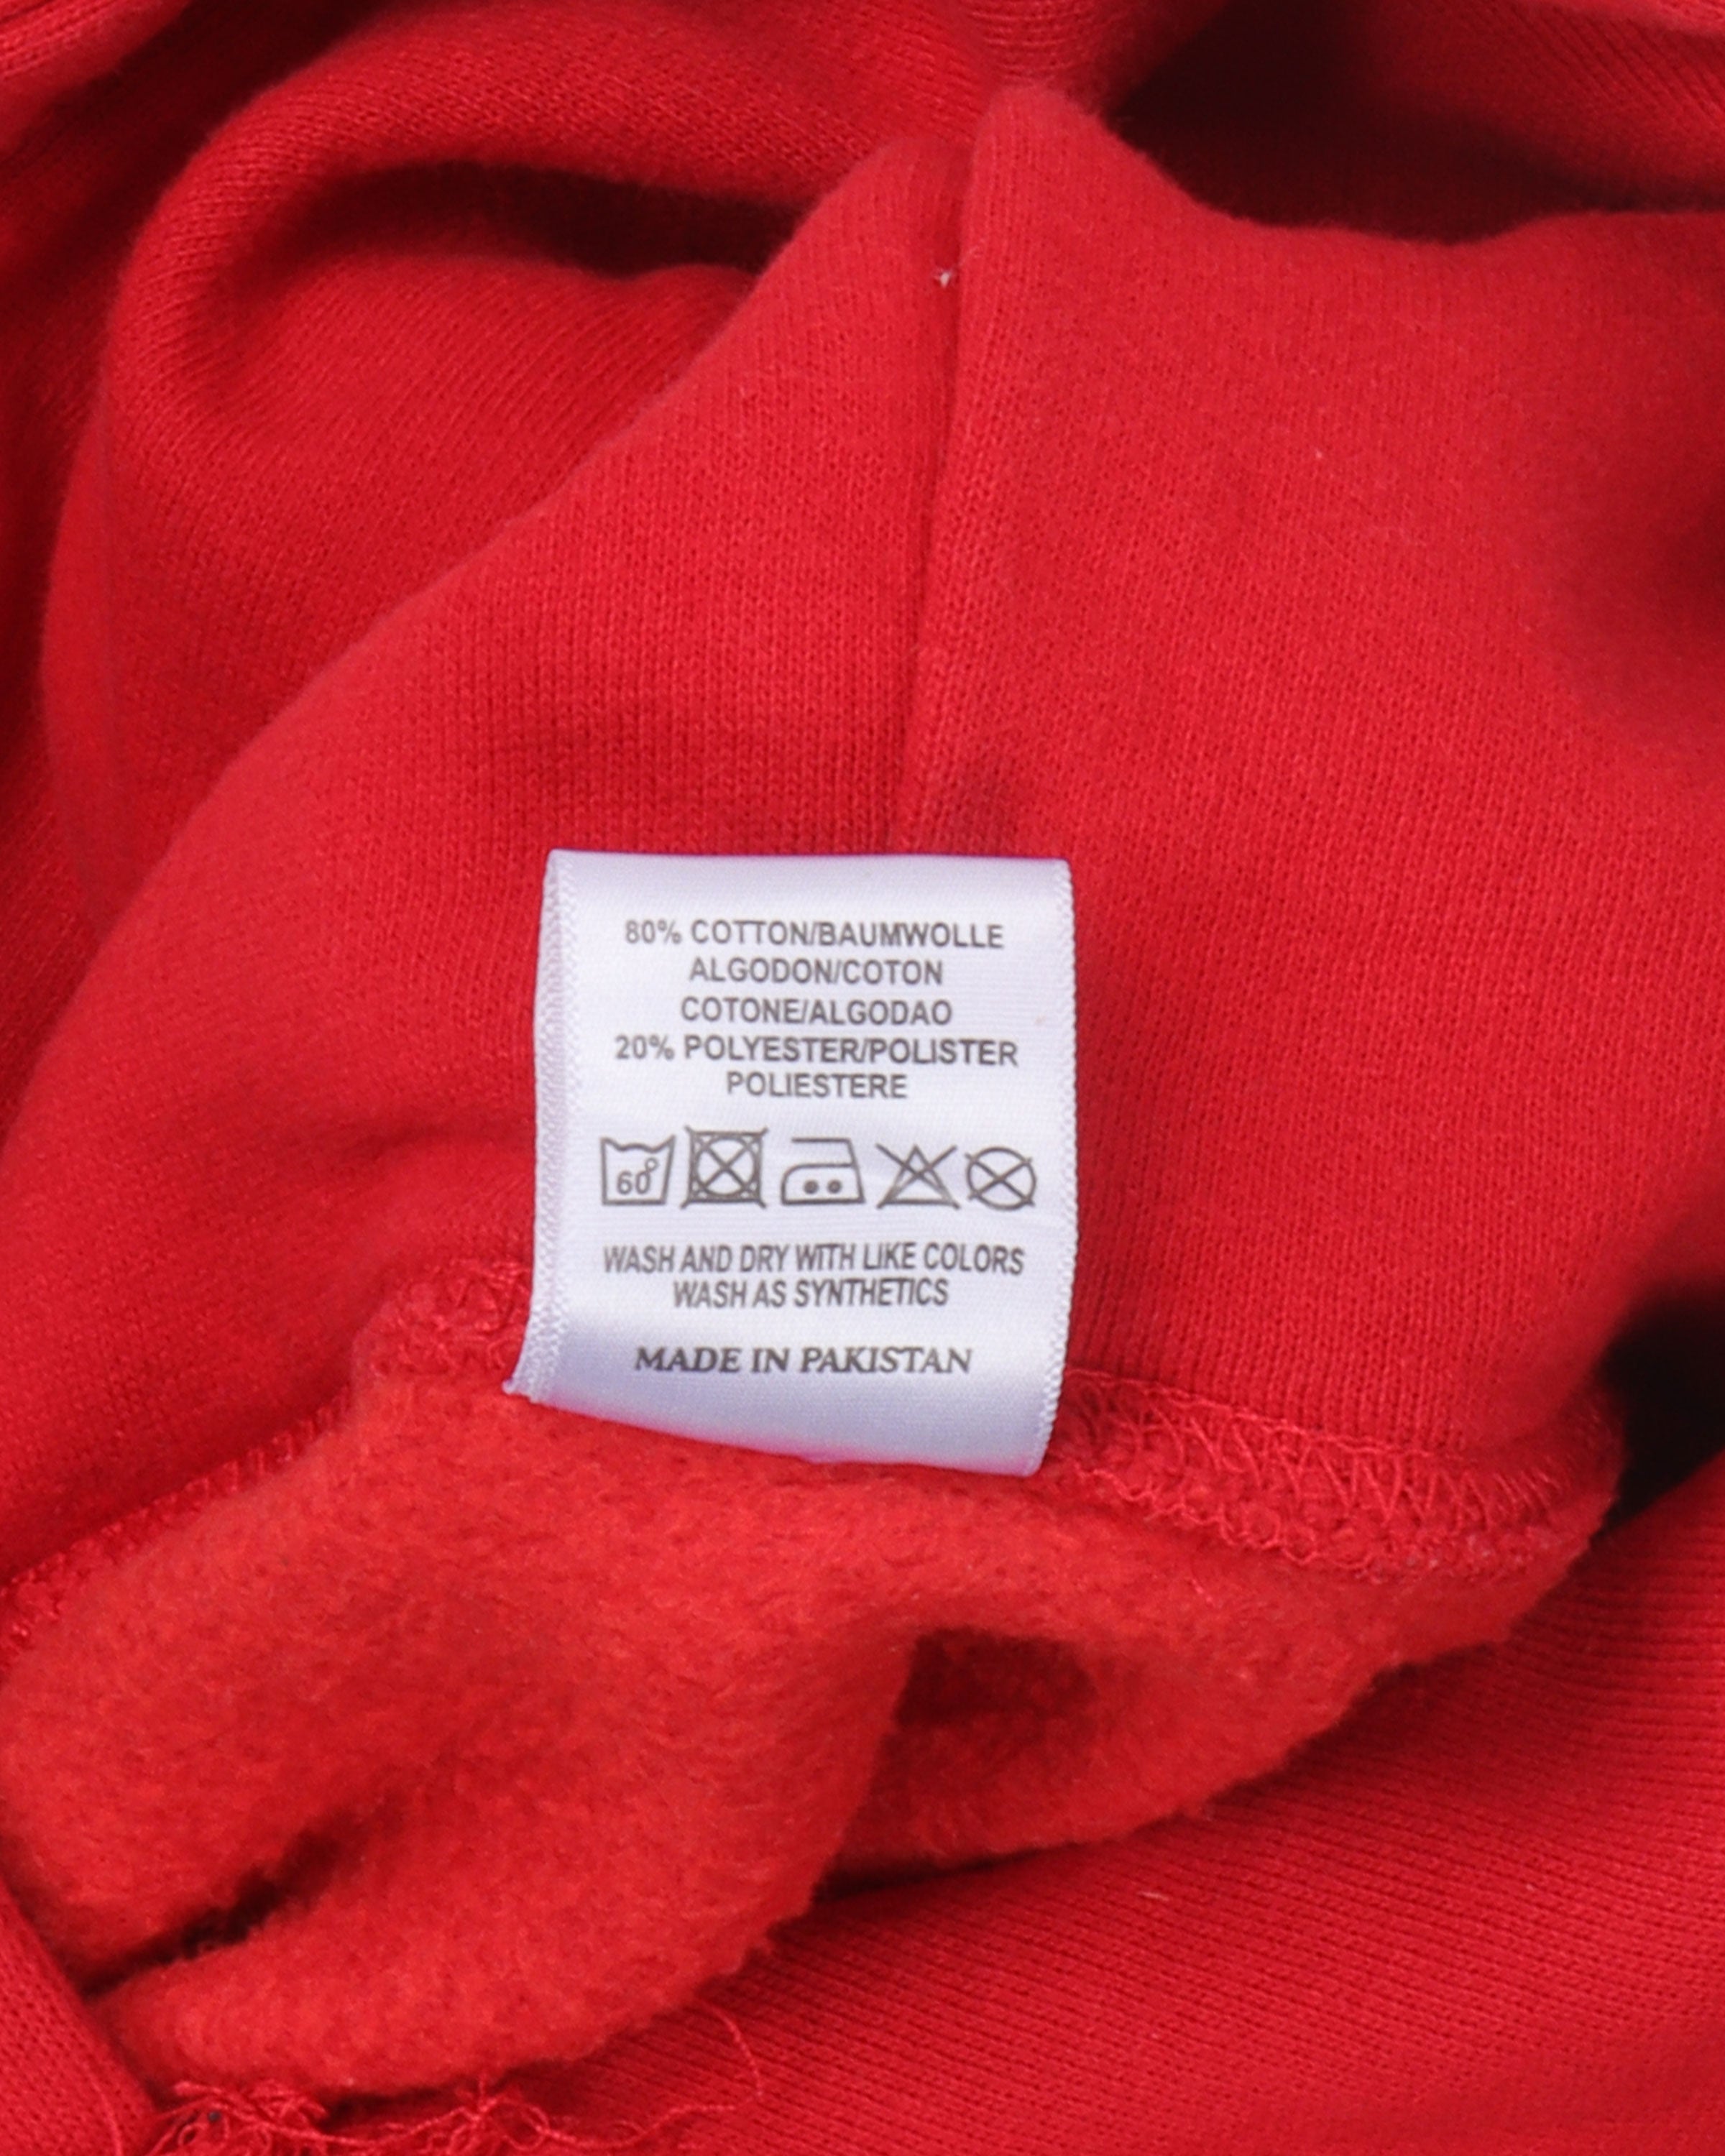 80% COTTON/BAUMWOLLE
ALGODON/COTON
COTONE/ALGODAO
20% POLYESTER/POLISTER
POLIESTERE
60°
WASH AND DRY WITH LIKE COLORS
WASH AS SYNTHETICS
MADE IN PAKISTAN